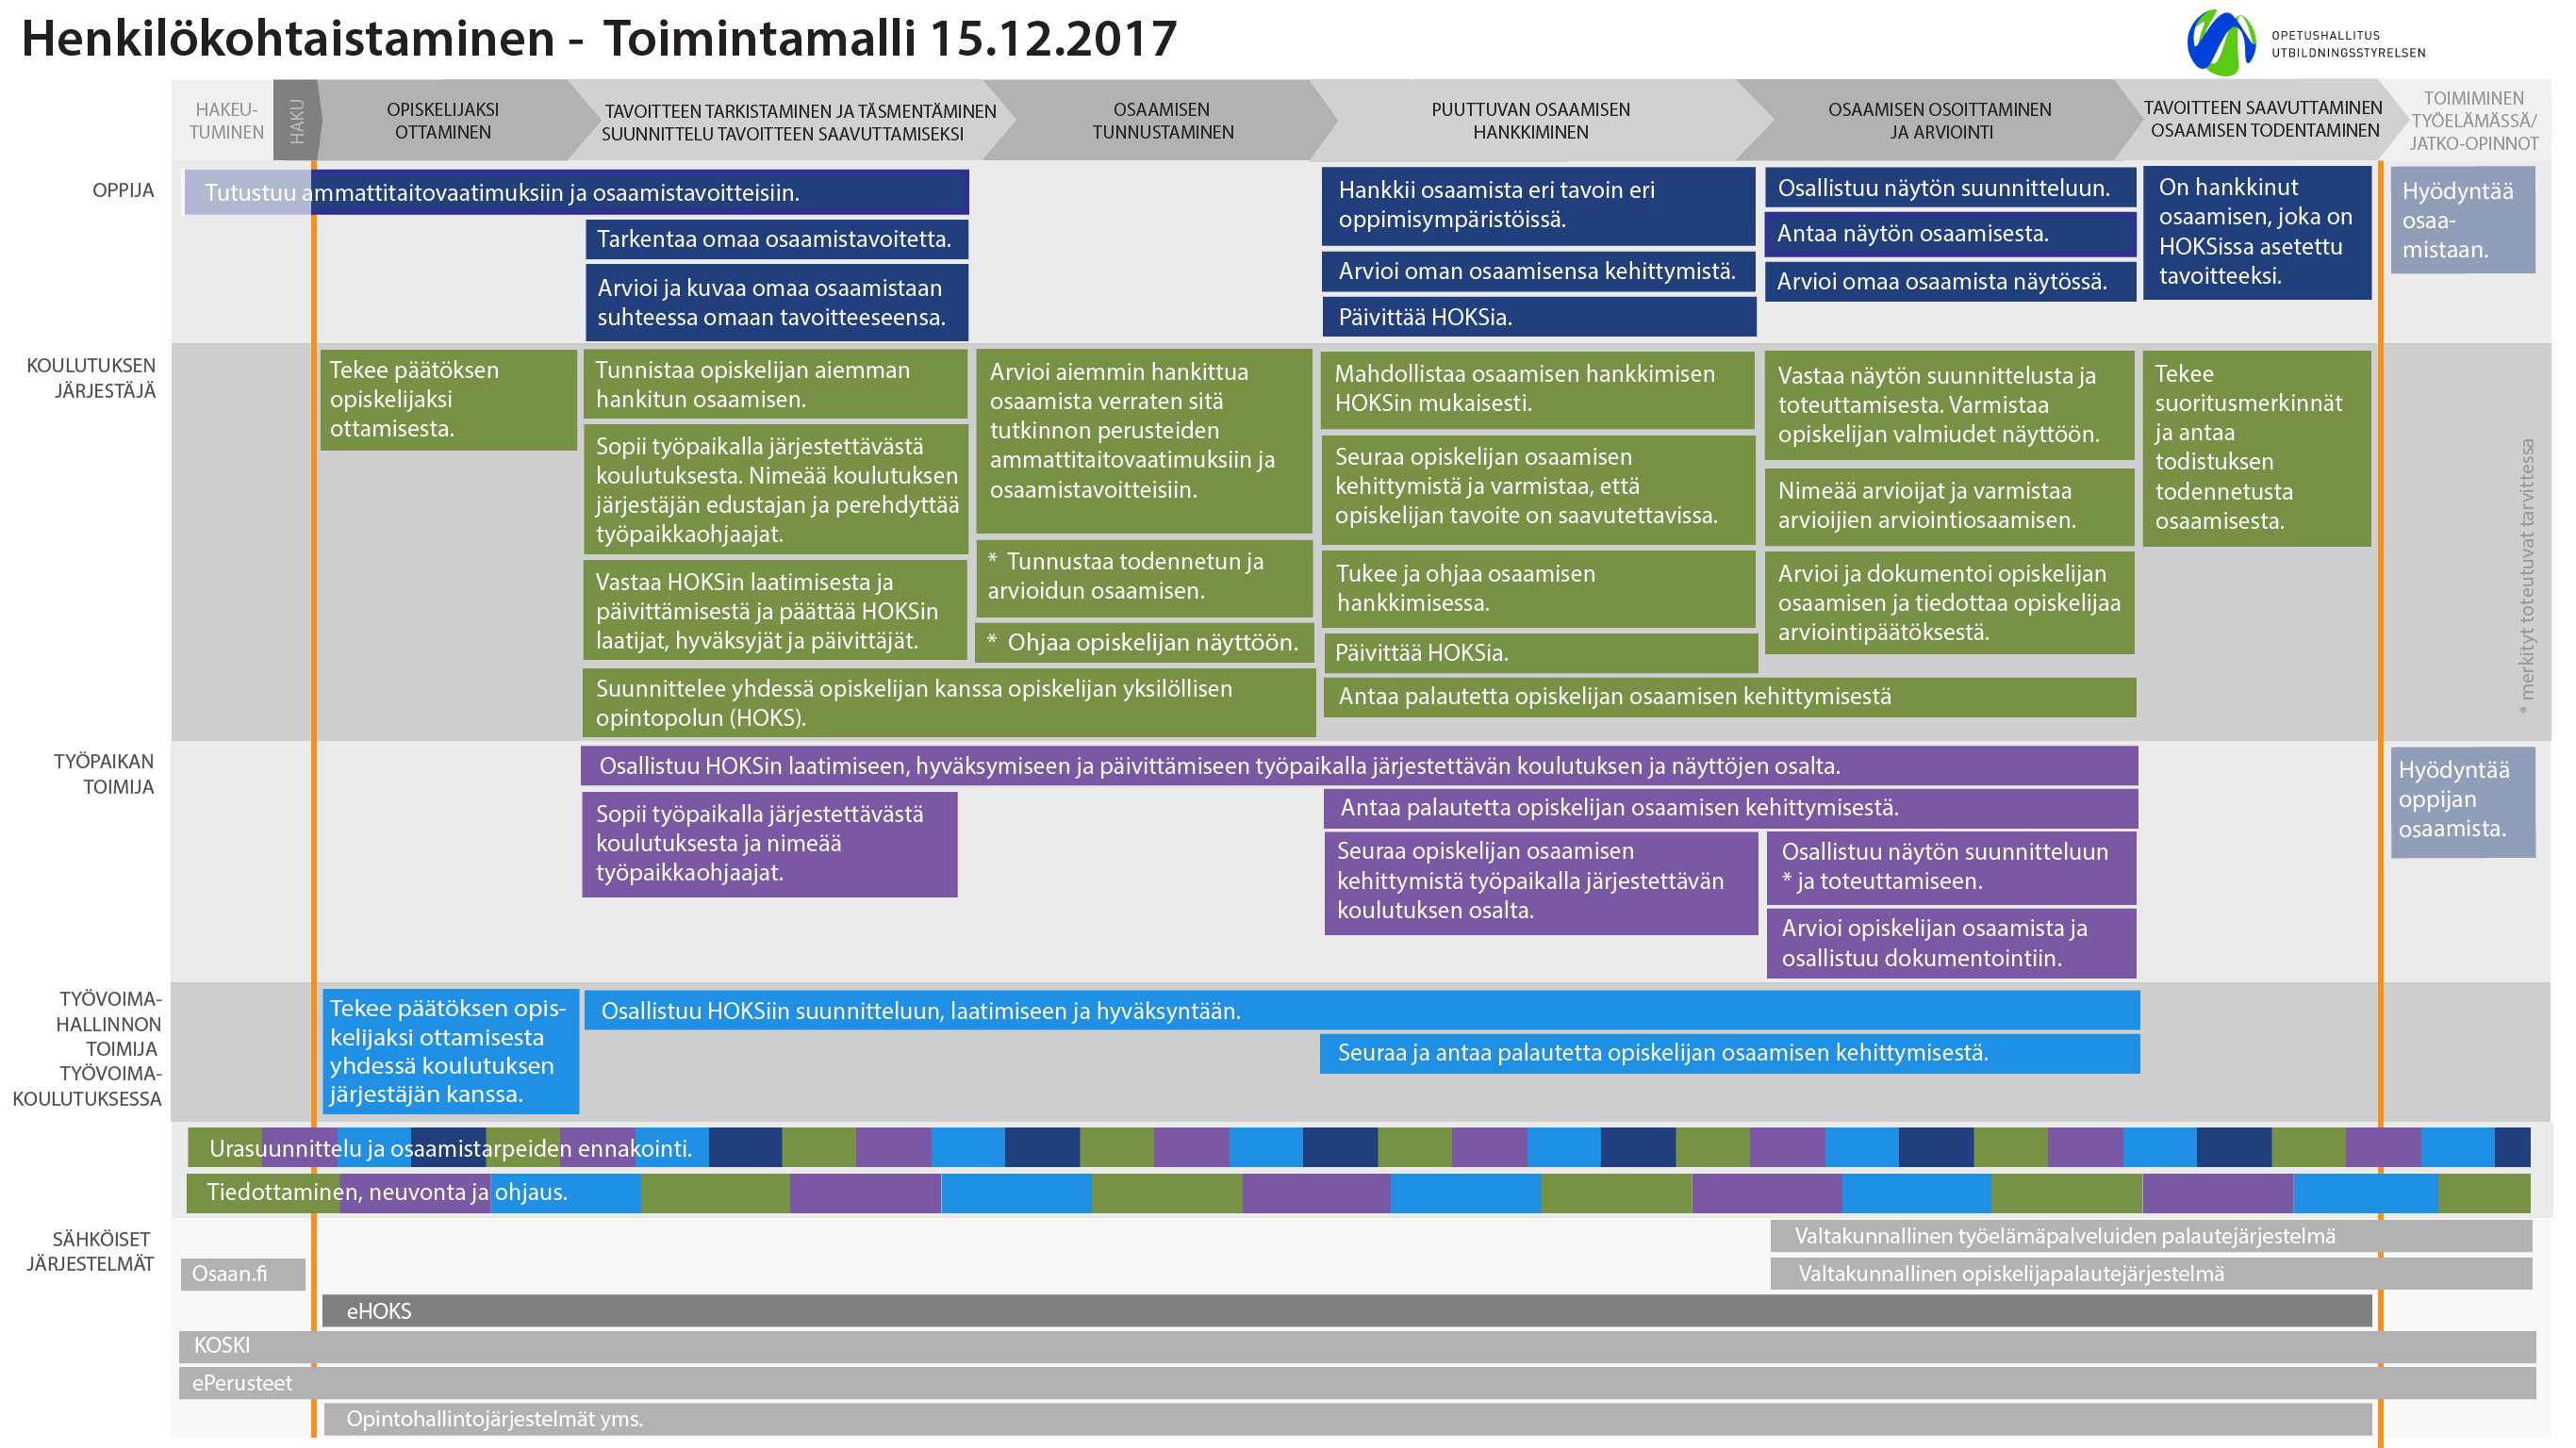 Henkilökohtaistaminen - Toimintamalli 15.12.2017
OPETUSHALLITUS
UTBILDNINGSSTYRELSEN
HAKEU-
TUMINEN
HAKU
OPISKELIJAKSI
OTTAMINEN
TAVOITTEEN TARKISTAMINEN JA TÄSMENTÄMINEN
SUUNNITTELU TAVOITTEEN SAAVUTTAMISEKSI
OSAAMISEN
TUNNUSTAMINEN
PUUTTUVAN OSAAMISEN
HANKKIMINEN
OSAAMISEN OSOITTAMINEN
JA ARVIOINTI
TAVOITTEEN SAAVUTTAMINEN
OSAAMISEN TODENTAMINEN
TOIMIMINEN
TYÖELÄMÄSSÄ/
JATKO-OPINNOT
OPPIJA
Tutustuu ammattitaitovaatimuksiin ja osaamistavoitteisiin.
Tarkentaa omaa osaamistavoitetta.
Arvioi ja kuvaa omaa osaamistaan
suhteessa omaan tavoitteeseensa.
Hankkii osaamista eri tavoin eri
oppimisympäristöissä.
Arvioi oman osaamisensa kehittymistä.
Päivittää HOKSia.
Osallistuu näytön suunnitteluun.
Antaa näytön osaamisesta.
Arvioi omaa osaamista näytössä.
On hankkinut
osaamisen, joka on
HOKSissa asetettu
tavoitteeksi.
Hyödyntää
osaa-
mistaan.
KOULUTUKSEN
JÄRJESTÄJÄ
Tekee päätöksen
opiskelijaksi
ottamisesta.
Tunnistaa opiskelijan aiemman
hankitun osaamisen.
Sopii työpaikalla järjestettävästä
koulutuksesta. Nimeää koulutuksen
järjestäjän edustajan ja perehdyttää
työpaikkaohjaajat.
Vastaa HOKSin laatimisesta ja
päivittämisestä ja päättää HOKSin
laatijat, hyväksyjät ja päivittäjät.
Suunnittelee yhdessä opiskelijan kanssa opiskelijan yksilöllisen
opintopolun (HOKS).
Arvioi aiemmin hankittua
osaamista verraten sitä
tutkinnon perusteiden
ammattitaitovaatimuksiin ja
osaamistavoitteisiin.
* Tunnustaa todennetun ja
arvioidun osaamisen.
* Ohjaa opiskelijan näyttöön.
Mahdollistaa osaamisen hankkimisen
HOKSin mukaisesti.
Seuraa opiskelijan osaamisen
kehittymistä ja varmistaa, että
opiskelijan tavoite on saavutettavissa.
Tukee ja ohjaa osaamisen
hankkimisessa.
Päivittää HOKSia.
Antaa palautetta opiskelijan osaamisen kehittymisestä
Vastaa näytön suunnittelusta ja
toteuttamisesta. Varmistaa
opiskelijan valmiudet näyttöön.
Nimeää arvioijat ja varmistaa
arvioijien arviointiosaamisen.
Arvioi ja dokumentoi opiskelijan
osaamisen ja tiedottaa opiskelijaa
arviointipäätöksestä.
Tekee
suoritusmerkinnät
ja antaa
todistuksen
todennetusta
osaamisesta.
* merkityt toteutuvat tarvittessa
TYÖPAIKAN
TOIMIJA
Osallistuu HOKSin laatimiseen, hyväksymiseen ja päivittämiseen työpaikalla järjestettävän koulutuksen ja näyttöjen osalta.
Sopii työpaikalla järjestettävästä
koulutuksesta ja nimeää
työpaikkaohjaajat.
Antaa palautetta opiskelijan osaamisen kehittymisestä.
Seuraa opiskelijan osaamisen
kehittymistä työpaikalla järjestettävän
koulutuksen osalta.
Osallistuu näytön suunnitteluun
* ja toteuttamiseen.
Arvioi opiskelijan osaamista ja
osallistuu dokumentointiin.
Hyödyntää
oppijan
osaamista.
TYÖVOIMA-
HALLINNON
TOIMIJA
TYÖVOIMA-
KOULUTUKSESSA
Tekee päätöksen opis-
kelijaksi ottamisesta
yhdessä koulutuksen
järjestäjän kanssa.
Osallistuu HOKSiin suunnitteluun, laatimiseen ja hyväksyntään.
Seuraa ja antaa palautetta opiskelijan osaamisen kehittymisestä.
Urasuunnittelu ja osaamistarpeiden ennakointi.
Tiedottaminen, neuvonta ja ohjaus.
SÄHKÖISET
JÄRJESTELMÄT
Valtakunnallinen työelämäpalveluiden palautejärjestelmä
Osaan.fi
Valtakunnallinen opiskelijapalautejärjestelmä
eHOKS
KOSKI
ePerusteet
Opintohallintojärjestelmät yms.